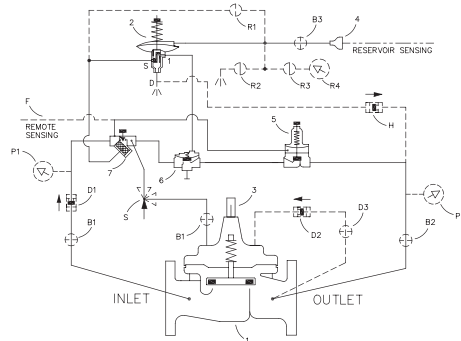 R1
2
B3
4
RESERVOIR SENSING
S
1
D
R2
R3
R4
F
REMOTE SENSING
H
5
P1
7
6
D1
3
P
S
B1
D2
D3
B1
B2
INLET
OUTLET
1